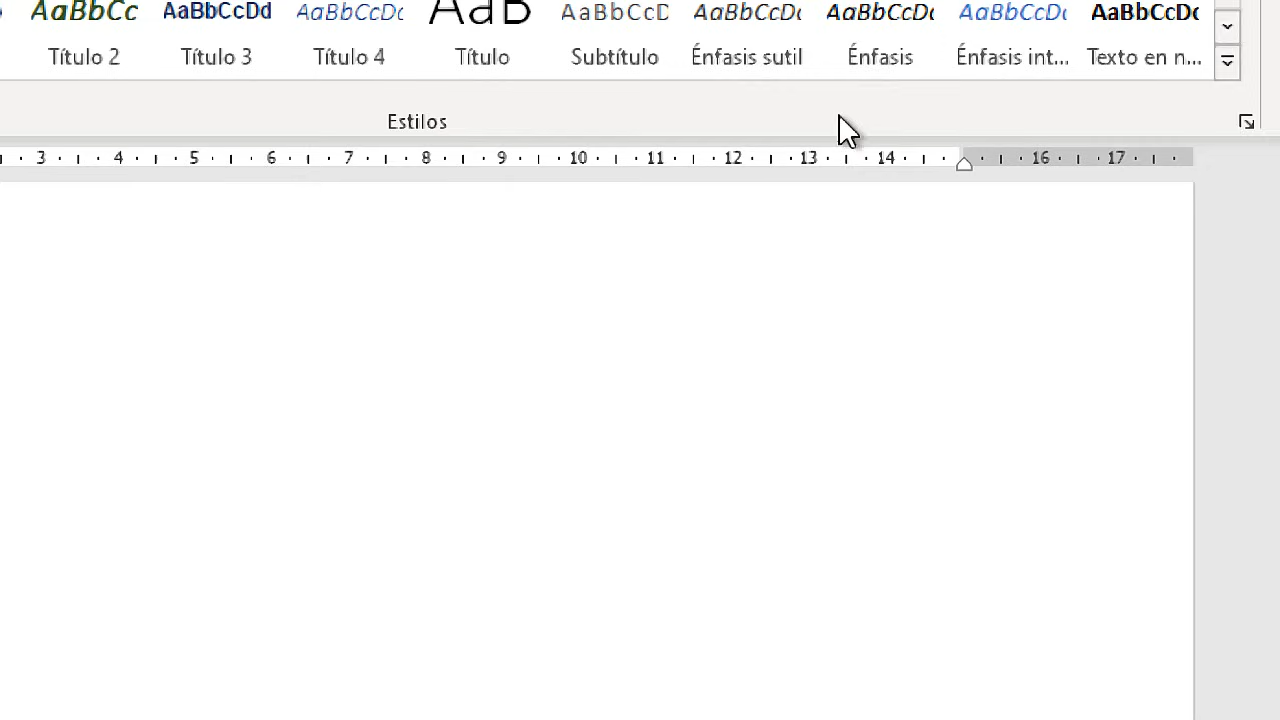 AaBbCc AaBbCcDd AaBbCcDc AaB AaBbCcD AaBbCcDc AaBbCcDc AaBbCcDc AaBbCcDc
Título 2 Título 3 Título 4 Título Subtítulo Énfasis sutil Énfasis Énfasis int... Texto en n...
Estilos
3 4 5 6 7 8 9 10 11 12 13 14 16 17